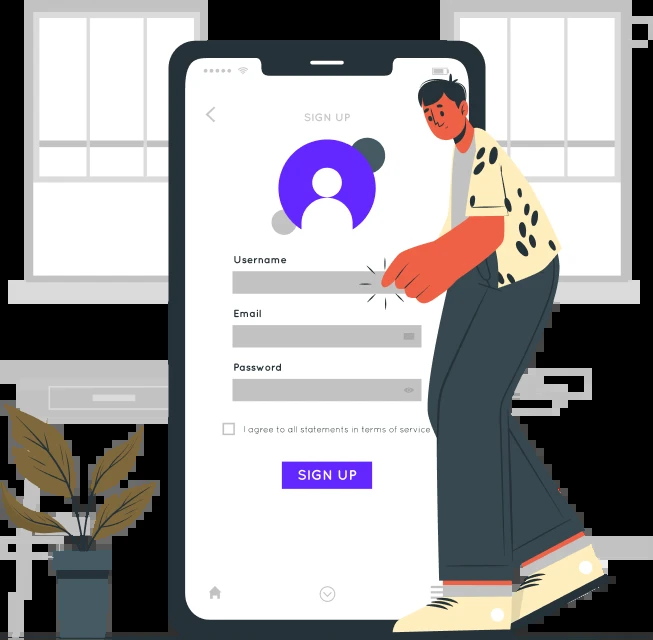 SIGN UP
Username
Email
Password
I agree to all statements in terms of service
SIGN UP